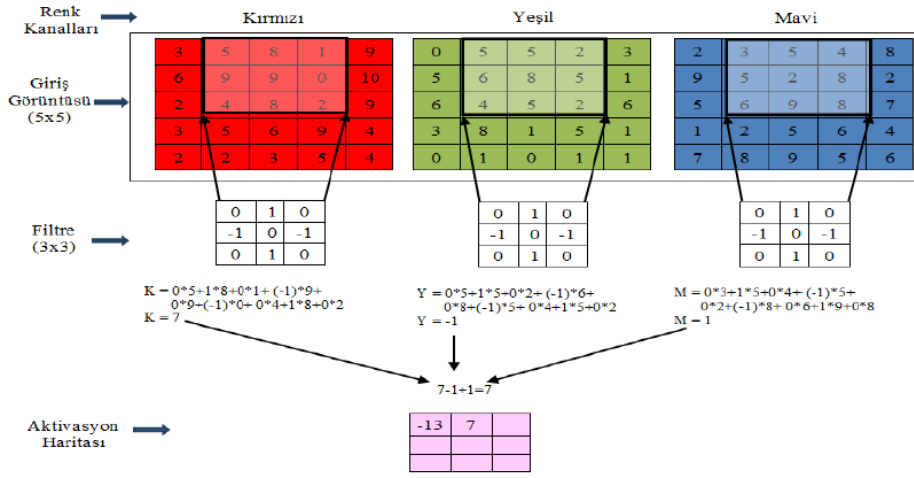 Renk Kanalları
Kırmızı Yeşil Mavi
Giriş Görüntüsü (5x5)
3 5 8 1 9 0 5 5 2 3 2 3 5 4 8
6 9 9 0 10 5 6 8 5 1 9 5 2 8 2
2 4 8 2 9 6 4 5 2 6 5 6 9 8 7
3 5 6 9 4 3 8 1 5 1 1 2 5 6 4
2 2 3 5 4 0 1 0 1 1 7 8 9 5 6
Filtre (3x3)
0 1 0 0 1 0 0 1 0
-1 0 -1 -1 0 -1 -1 0 -1
0 1 0 0 1 0 0 1 0
K = 0*5+1*8+0*1+ (-1)*9+
0*9+(-1)*0+ 0*4+1*8+0*2
K = 7
Y = 0*5+1*5+0*2+ (-1)*6+
0*8+(-1)*5+ 0*4+1*5+0*2
Y = -1
M = 0*3+1*5+0*4+ (-1)*5+
0*2+(-1)*8+ 0*6+1*9+0*8
M = 1
7-1+1=7
Aktivasyon Haritası
-13 7